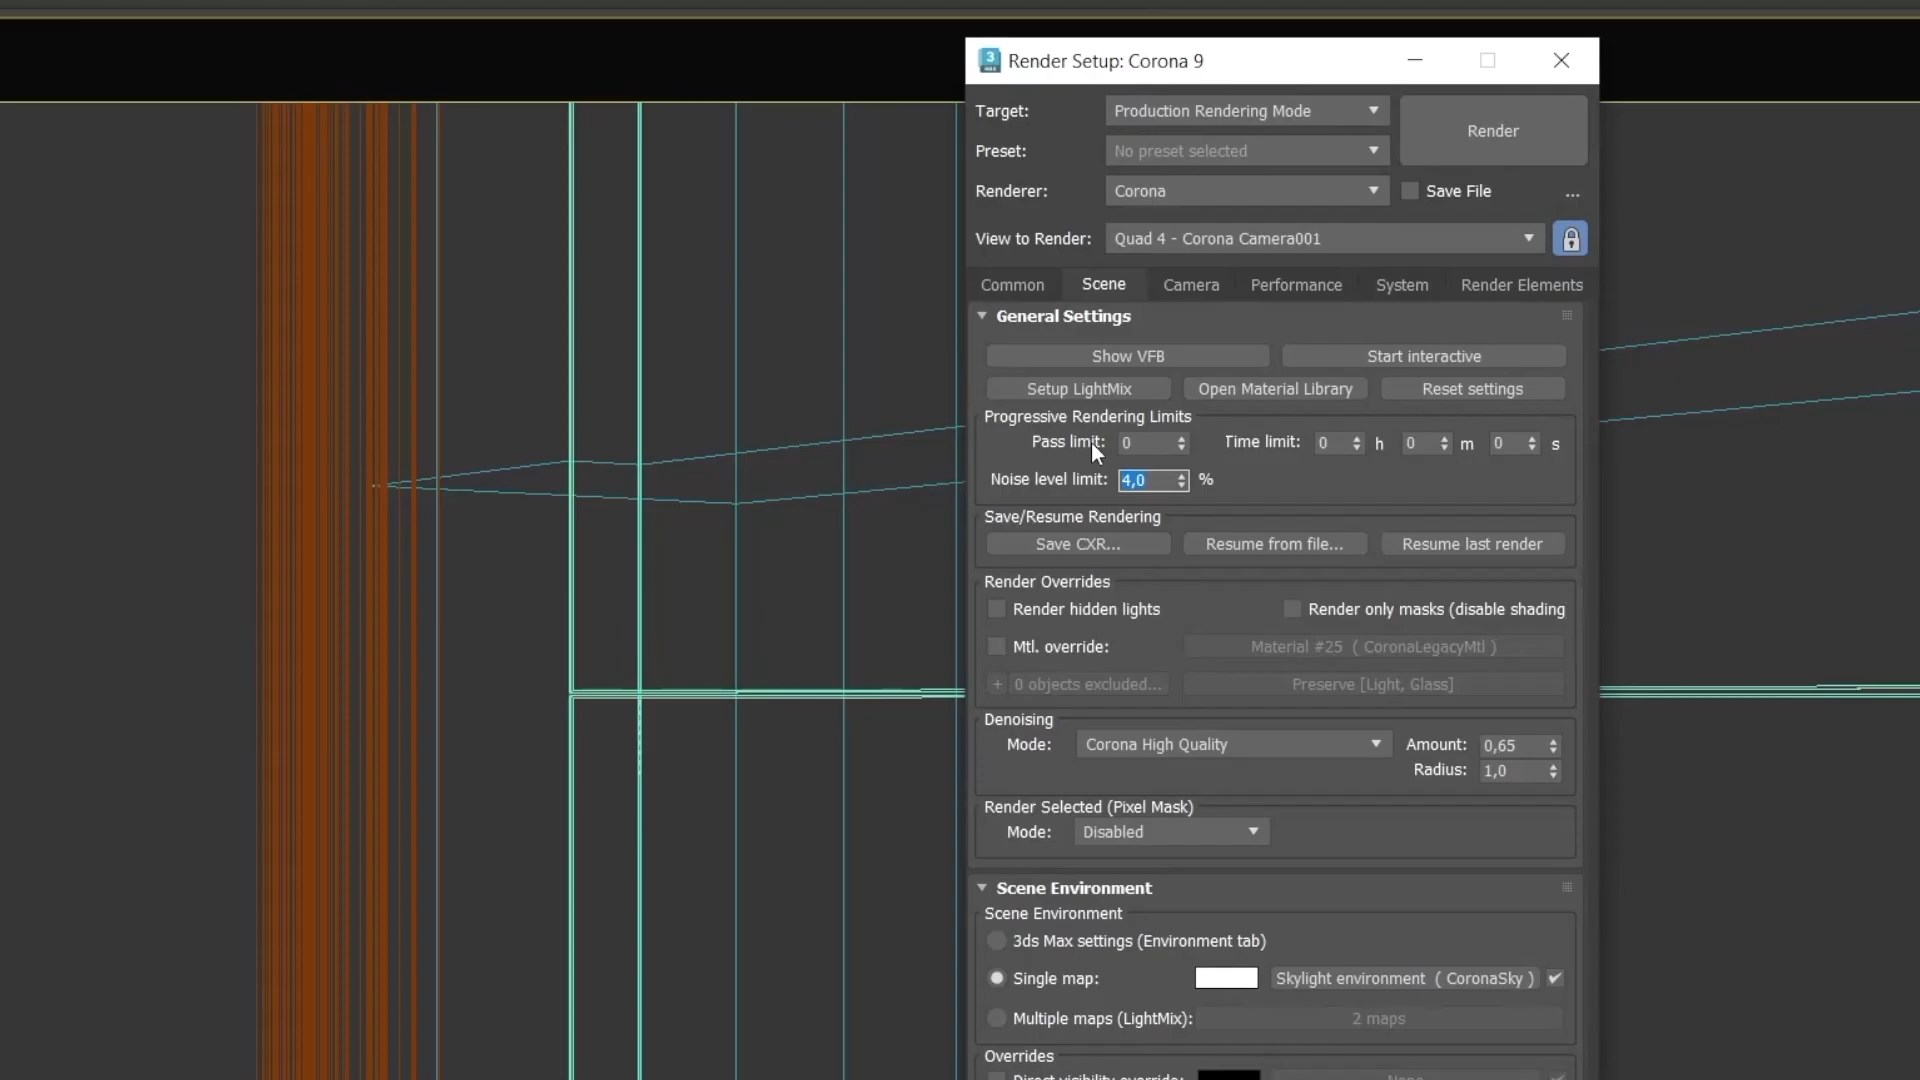 Render Setup: Corona 9
Target: Production Rendering Mode Render
Preset: No preset selected
Renderer: Corona Save File ...
View to Render: Quad 4 - Corona Camera001
Common Scene Camera Performance System Render Elements
General Settings
Show VFB Start interactive
Setup LightMix Open Material Library Reset settings
Progressive Rendering Limits
Pass limit: 0 Time limit: 0 h 0 m 0 s
Noise level limit: 4,0 %
Save/Resume Rendering
Save CXR... Resume from file... Resume last render
Render Overrides
Render hidden lights Render only masks (disable shading
Mtl. override: Material #25 ( CoronaLegacyMtl )
+ 0 objects excluded... Preserve [Light, Glass]
Denoising
Mode: Corona High Quality Amount: 0,65
Radius: 1,0
Render Selected (Pixel Mask)
Mode: Disabled
Scene Environment
Scene Environment
3ds Max settings (Environment tab)
Single map: Skylight environment ( CoronaSky )
Multiple maps (LightMix): 2 maps
Overrides
Direct visibility override: None